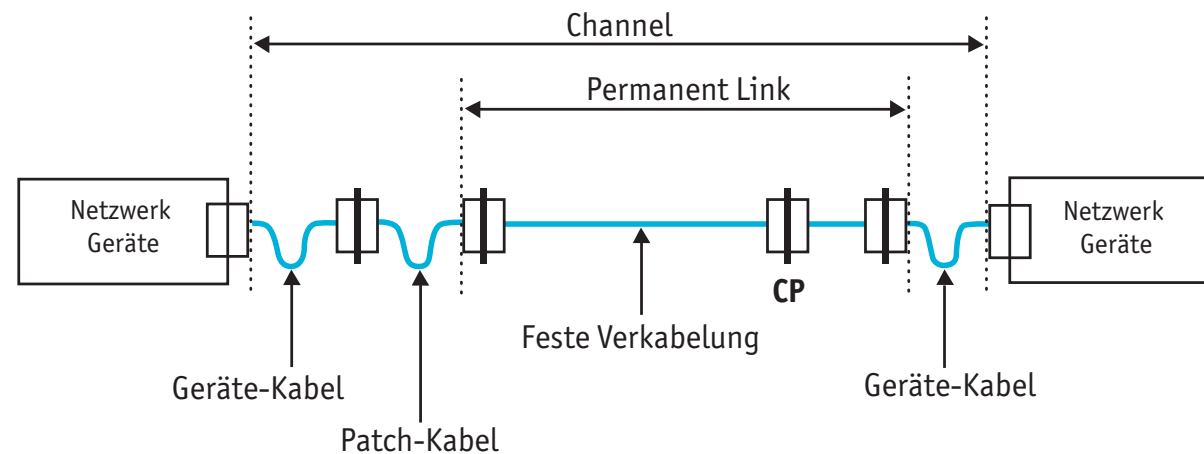 Channel
Permanent Link
Netzwerk
Geräte
Netzwerk
Geräte
CP
Feste Verkabelung
Geräte-Kabel
Geräte-Kabel
Patch-Kabel